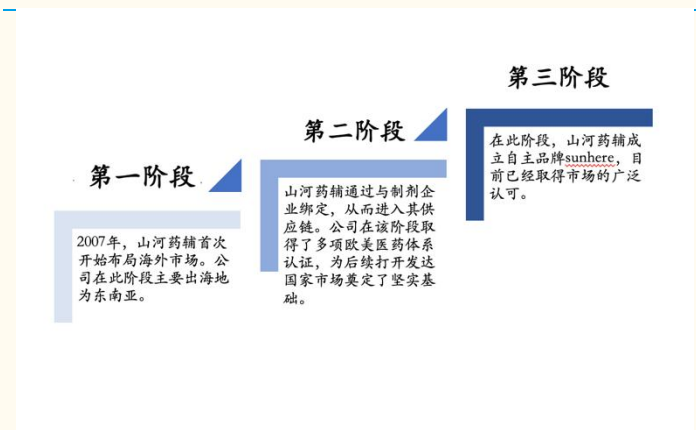 第一阶段
2007年，山河药辅首次
开始布局海外市场。公
司在此阶段主要出海地
为东南亚。
第二阶段
山河药辅通过与制剂企
业绑定，从而进入其供
应链。公司在该阶段取
得了多项欧美医药体系
认证，为后续打开发达
国家市场奠定了坚实基
础。
第三阶段
在此阶段，山河药辅成
立自主品牌sunhere，目
前已经取得市场的广泛
认可。